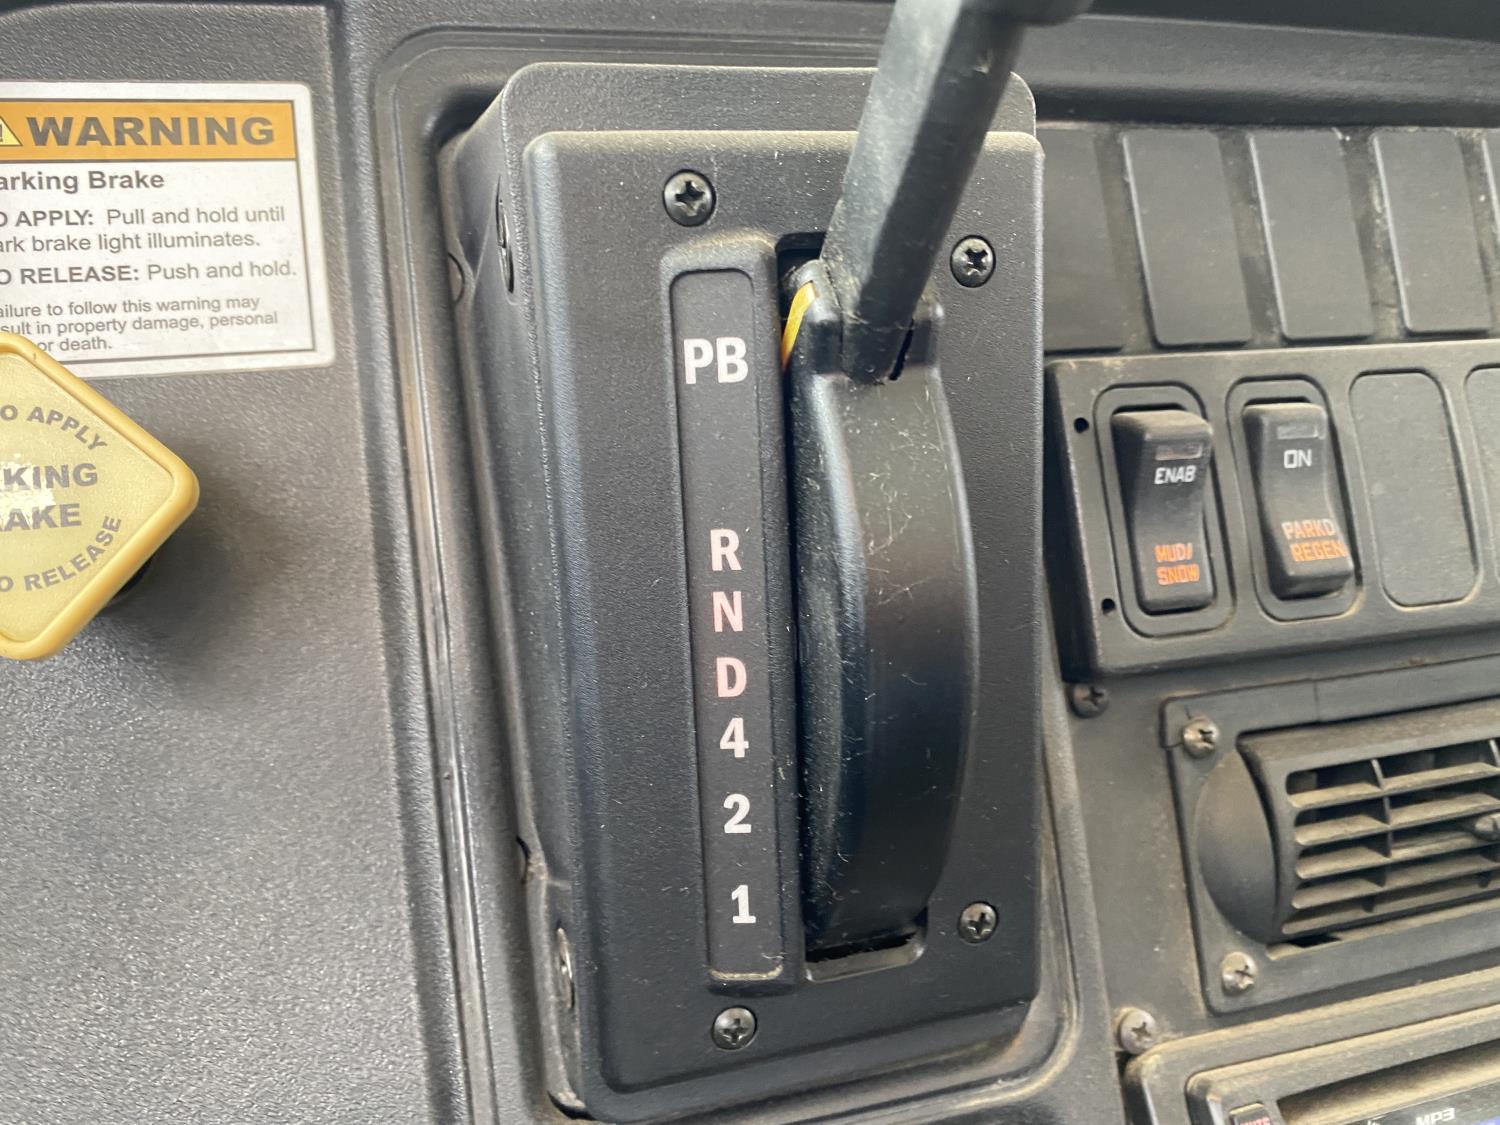 WARNING
arking Brake
O APPLY: Pull and hold until
ark brake light illuminates.
O RELEASE: Push and hold.
ailure to follow this warning may
sult in property damage, personal
or death.
O APPLY
KING
AKE
O RELEASE
PB
R
N
D
4
2
1
ENAB
MUD/
SNOW
ON
PARKD
REGEN
MP3